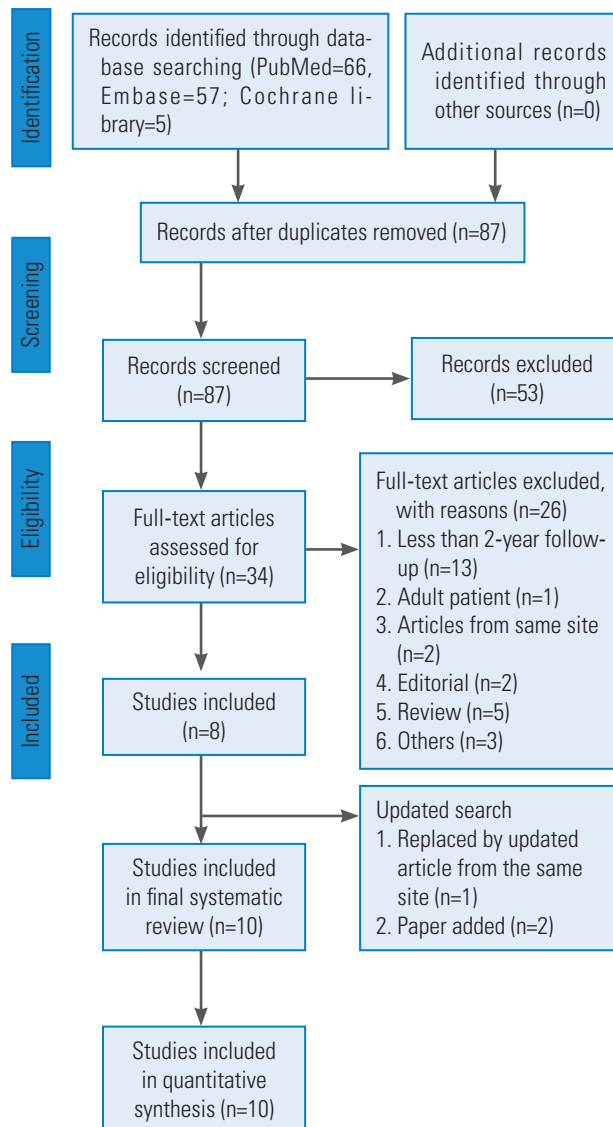 Identification
Records identified through data-
base searching (PubMed=66,
Embase=57; Cochrane li-
brary=5)
Additional records
identified through
other sources (n=0)
Records after duplicates removed (n=87)
Screening
Records screened
(n=87)
Records excluded
(n=53)
Eligibility
Full-text articles
assessed for
eligibility (n=34)
Full-text articles excluded,
with reasons (n=26)
1. Less than 2-year follow-
up (n=13)
2. Adult patient (n=1)
3. Articles from same site
(n=2)
4. Editorial (n=2)
5. Review (n=5)
6. Others (n=3)
Included
Studies included
(n=8)
Updated search
1. Replaced by updated
article from the same
site (n=1)
2. Paper added (n=2)
Studies included
in final systematic
review (n=10)
Studies included
in quantitative
synthesis (n=10)